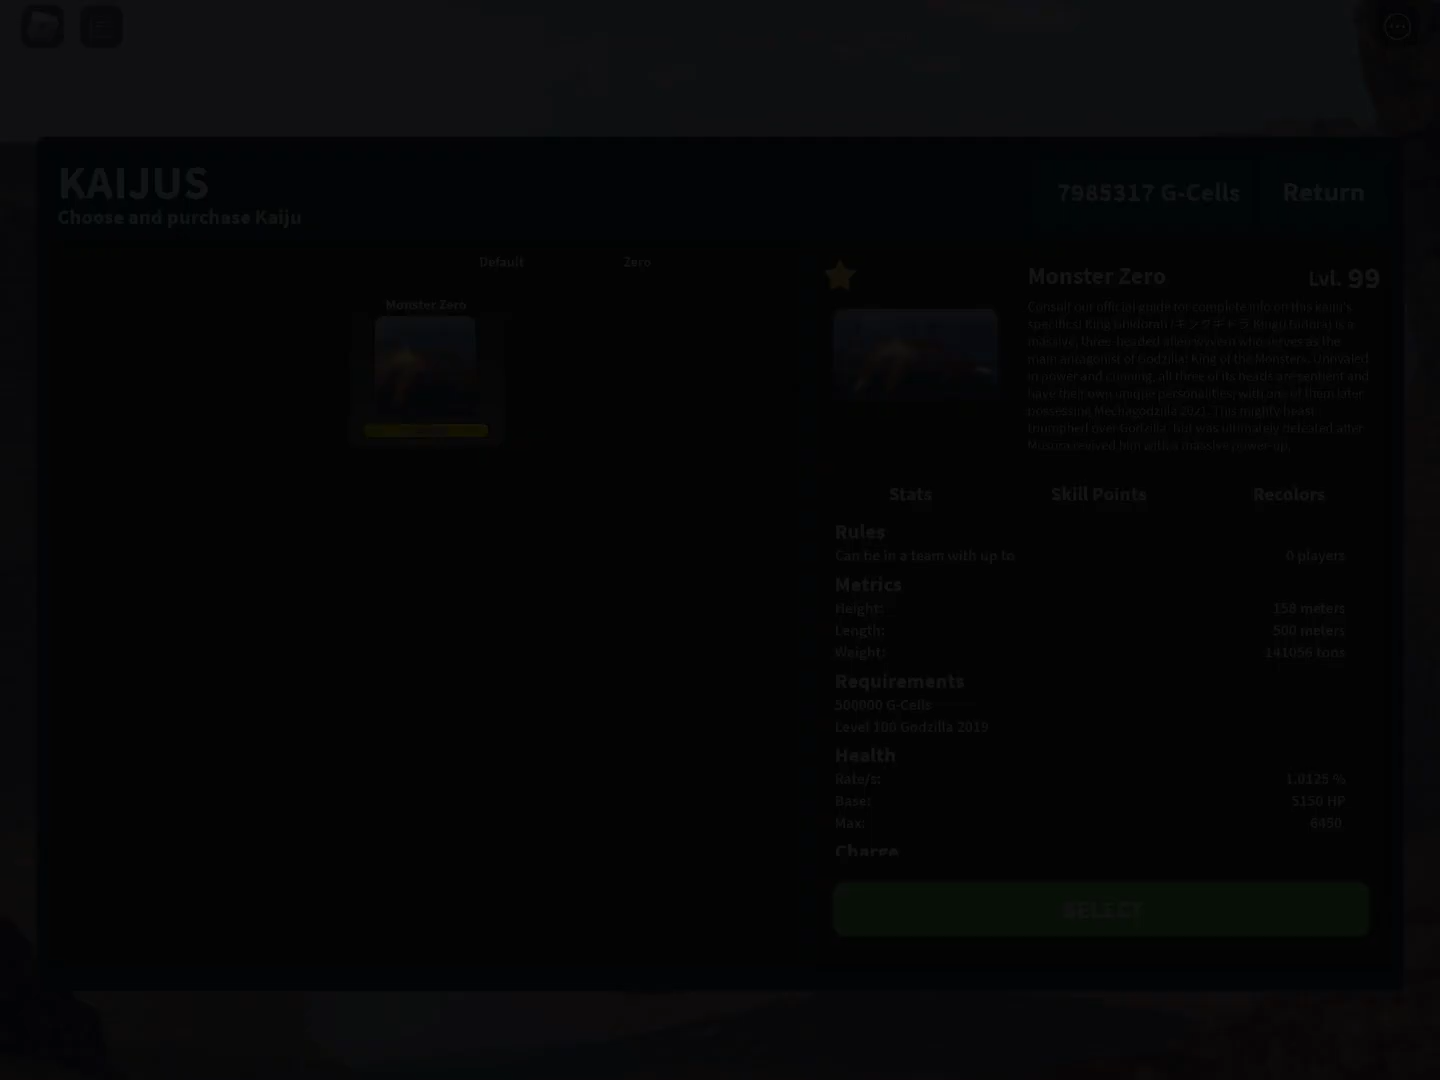 KAIJUS
Choose and purchase Kaiju
7985317 G-Cells
Return
Default
Zero
Monster Zero
Monster Zero
Lvl. 99
Consult our official guide for complete info on this kaiju's
specifics! King Ghidorah (キングギドラ Kingu Gidora) is a
massive, three-headed alien wyvern who serves as the
main antagonist of Godzilla: King of the Monsters. Unrivaled
in power and cunning, all three of its heads are sentient and
have their own unique personalities, with one of them later
possessing Mechagodzilla 2021. This mighty beast
triumphed over Godzilla, but was ultimately defeated after
revived him with a massive power-up.
Stats
Skill Points
Recolors
Rules
Can be in a team with up to
0 players
Metrics
Height:
158 meters
Length:
500 meters
Weight:
141056 tons
Requirements
500000 G-Cells
Level 100 Godzilla 2019
Health
Rate/s:
1.0125 %
Base:
5150 HP
Max:
6450
Charge
SELECT